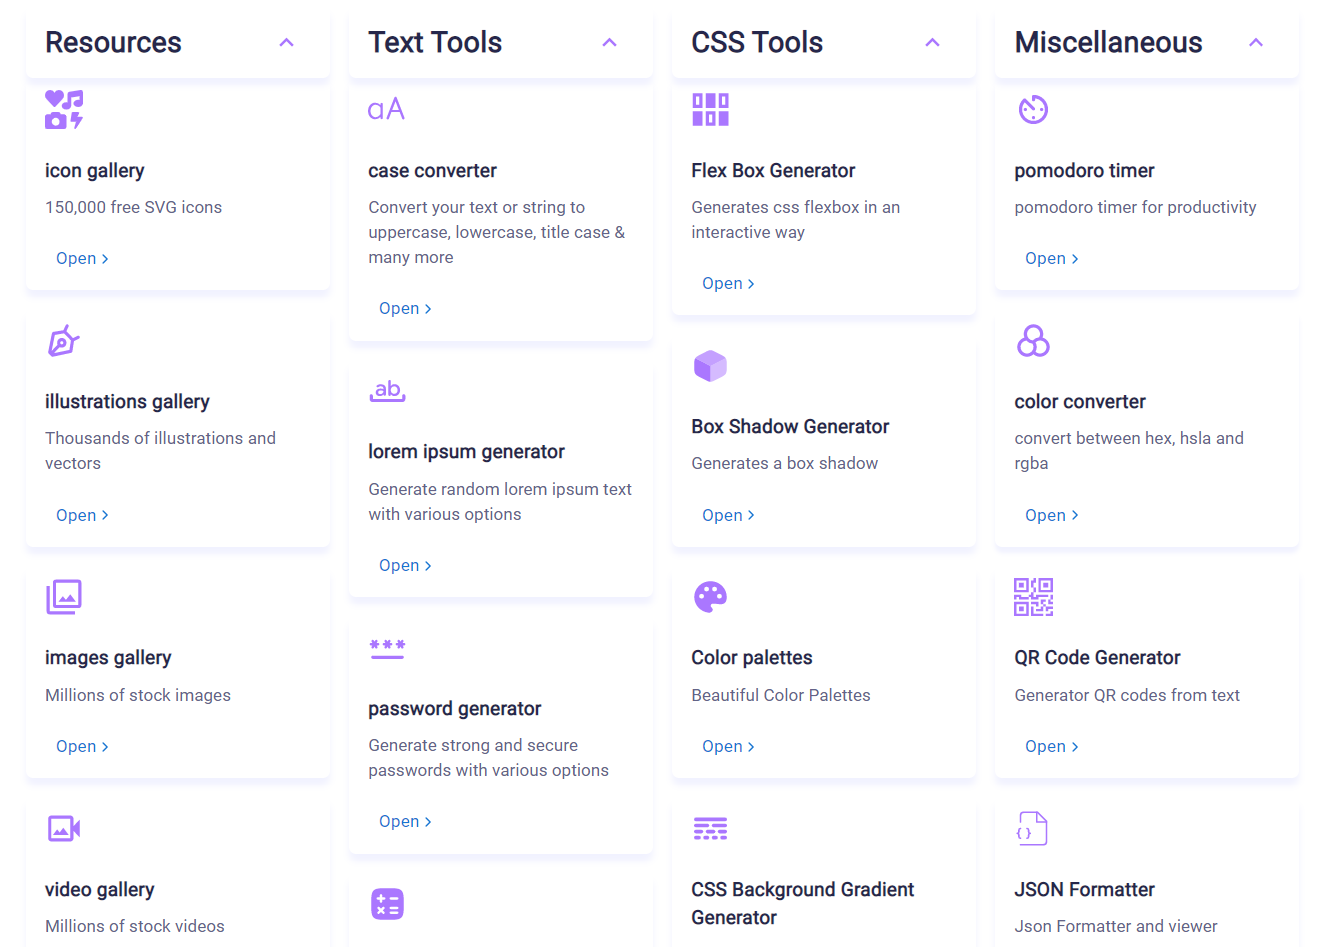 Resources
icon gallery
150,000 free SVG icons
Open
illustrations gallery
Thousands of illustrations and
vectors
Open
images gallery
Millions of stock images
Open
video gallery
Millions of stock videos
Text Tools
aA
case converter
Convert your text or string to
uppercase, lowercase, title case &
many more
Open
ab
lorem ipsum generator
Generate random lorem ipsum text
with various options
Open
***
password generator
Generate strong and secure
passwords with various options
Open
CSS Tools
Flex Box Generator
Generates css flexbox in an
interactive way
Open
Box Shadow Generator
Generates a box shadow
Open
Color palettes
Beautiful Color Palettes
Open
CSS Background Gradient
Generator
Miscellaneous
pomodoro timer
pomodoro timer for productivity
Open
color converter
convert between hex, hsla and
rgba
Open
QR Code Generator
Generator QR codes from text
Open
{ }
JSON Formatter
Json Formatter and viewer